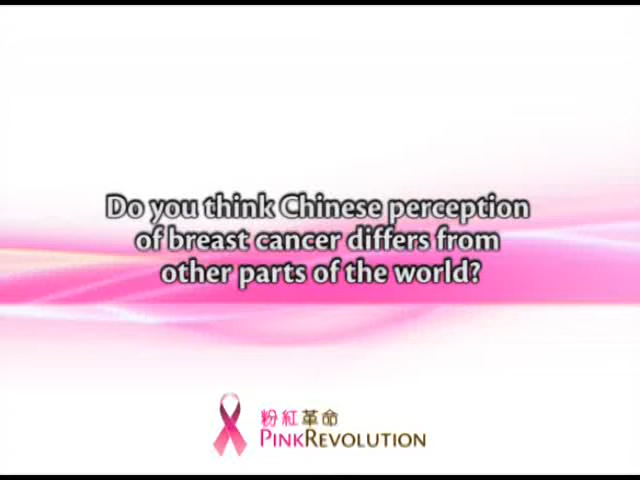 Do you think Chinese perception
of breast cancer differs from
other parts of the world?
粉紅革命
PINKREVOLUTION